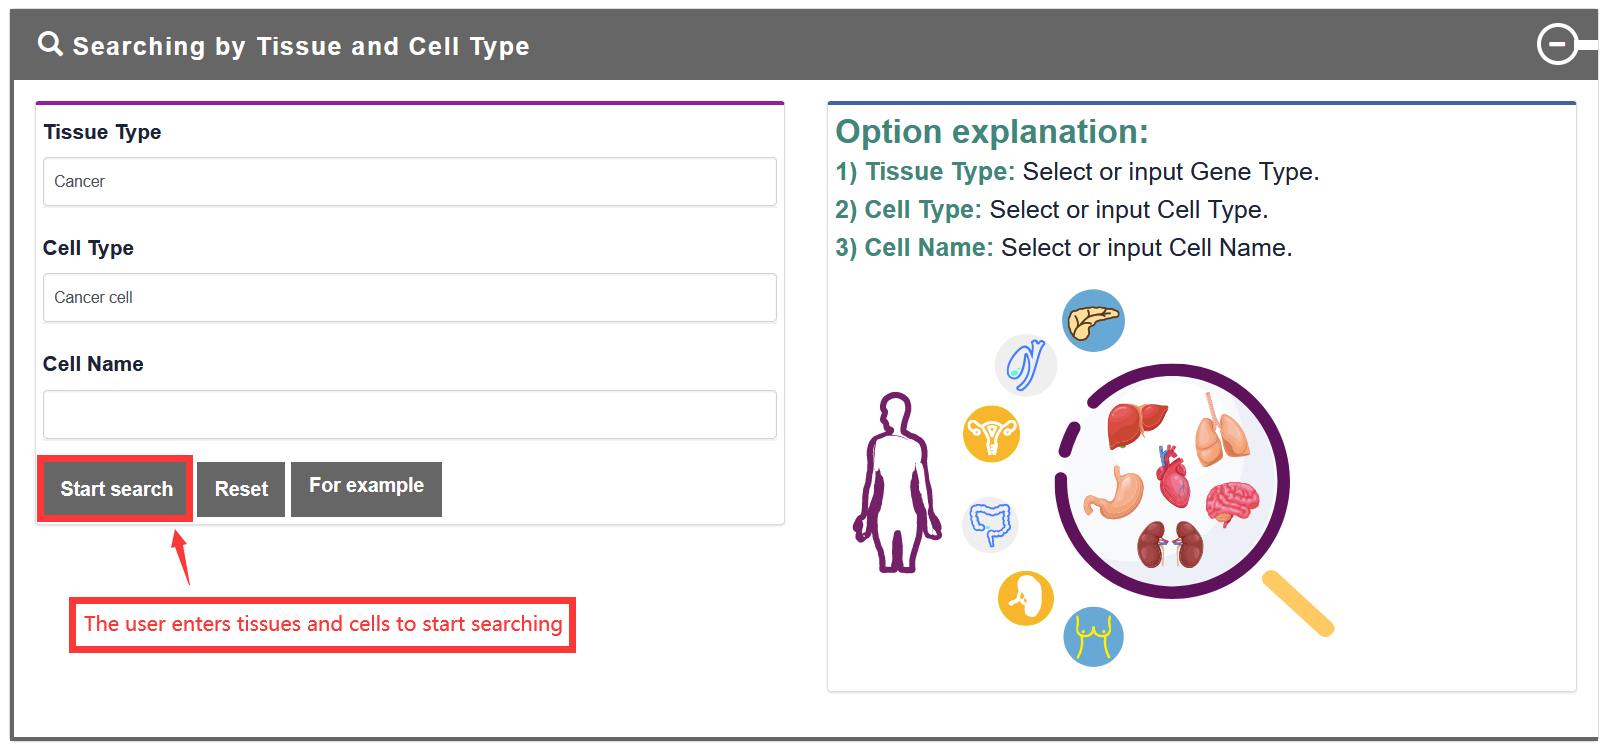 Searching by Tissue and Cell Type
Tissue Type
Cancer
Cell Type
Cancer cell
Cell Name
Start search
Reset
For example
The user enters tissues and cells to start searching
Option explanation:
1) Tissue Type: Select or input Gene Type.
2) Cell Type: Select or input Cell Type.
3) Cell Name: Select or input Cell Name.